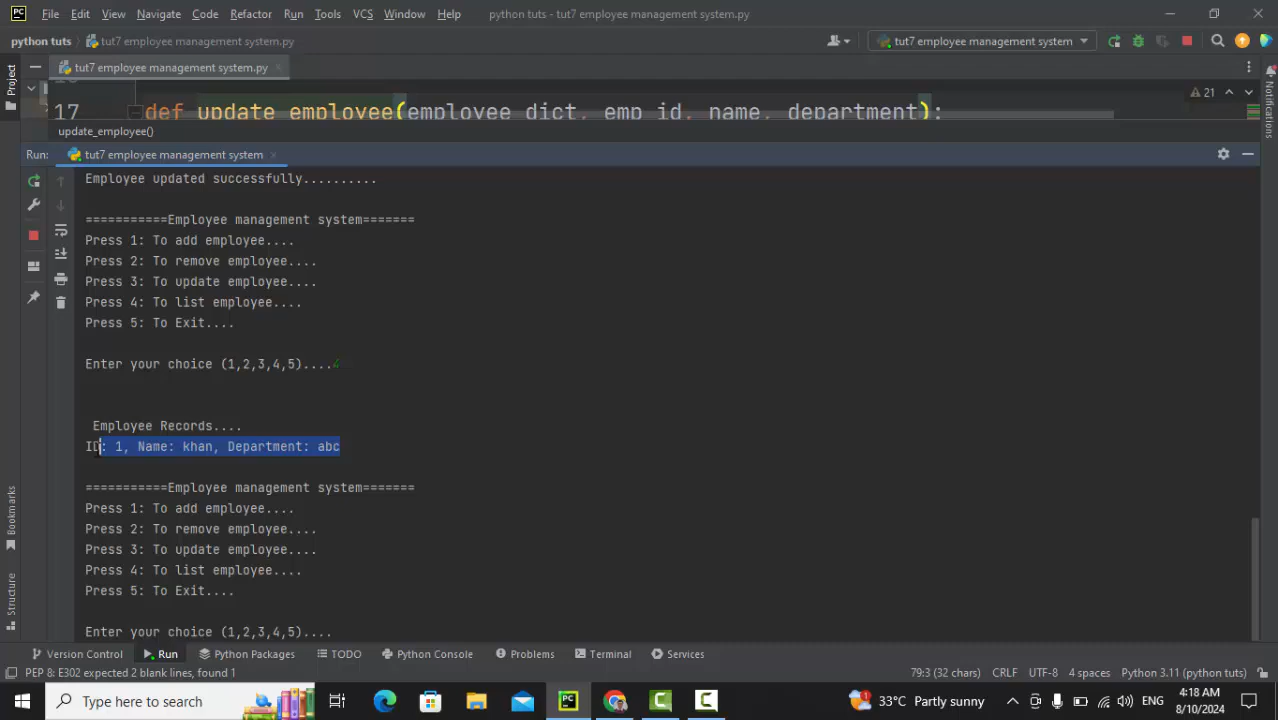 File Edit View Navigate Code Refactor Run Tools VCS Window Help python tuts - tut7 employee management system.py
python tuts tut7 employee management system.py tut7 employee management system
Project
tut7 employee management system.py
21
17 def update_employee(employee_dict, emp_id, name, department):
Notifications
update_employee()
Run: tut7 employee management system
Employee updated successfully..........
===========Employee management system=======
Press 1: To add employee....
Press 2: To remove employee....
Press 3: To update employee....
Press 4: To list employee....
Press 5: To Exit....
Enter your choice (1,2,3,4,5)....4
Employee Records....
ID: 1, Name: khan, Department: abc
===========Employee management system=======
Press 1: To add employee....
Press 2: To remove employee....
Press 3: To update employee....
Press 4: To list employee....
Press 5: To Exit....
Enter your choice (1,2,3,4,5)....
Bookmarks
Structure
Version Control Run Python Packages TODO Python Console Problems Terminal Services
PEP 8: E302 expected 2 blank lines, found 1 79:3 (32 chars) CRLF UTF-8 4 spaces Python 3.11 (python tuts)
Type here to search 33°C Partly sunny ENG 4:18 AM
8/10/2024